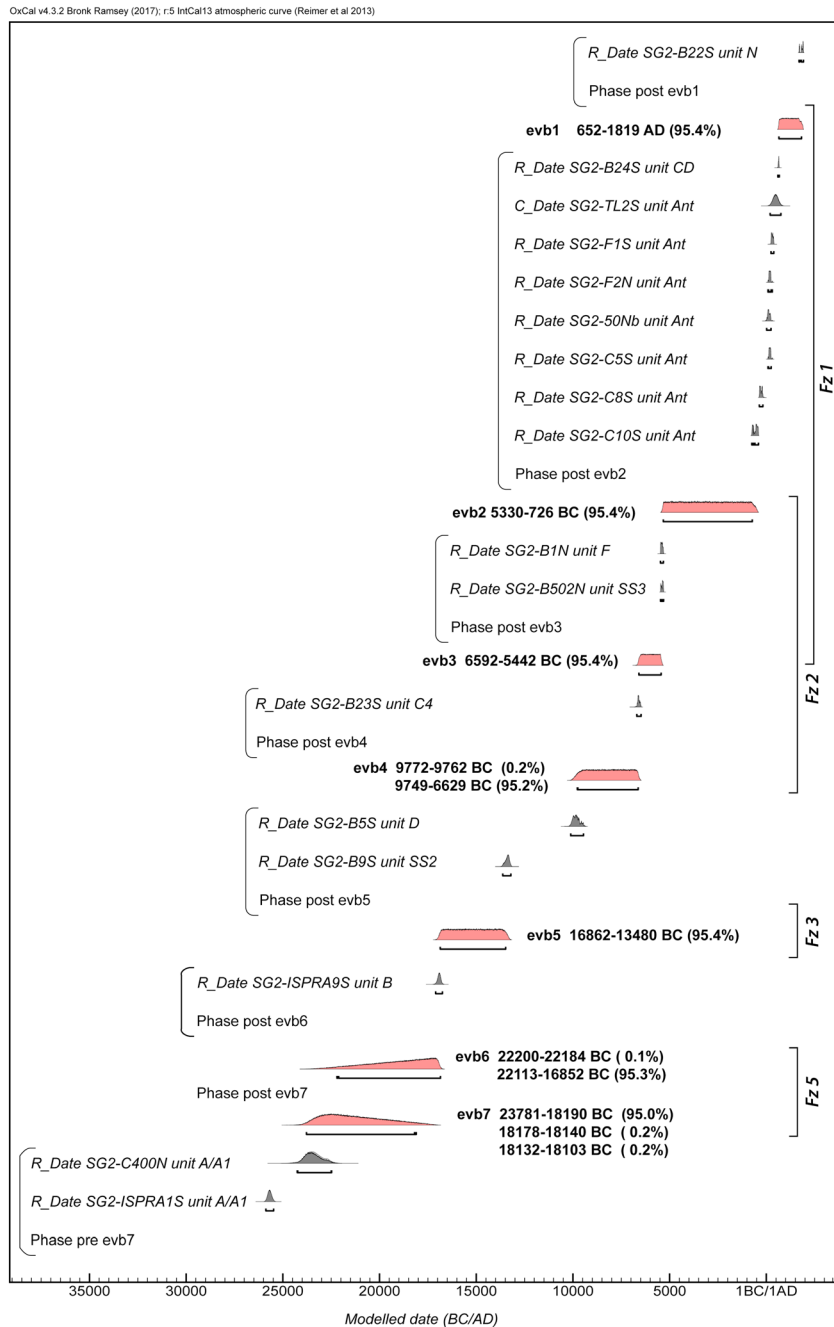 OxCal v4.3.2 Bronk Ramsey (2017); r:5 IntCal13 atmospheric curve (Reimer et al 2013)
R_Date SG2-B22S unit N
Phase post evb1
evb1 652-1819 AD (95.4%)
R_Date SG2-B24S unit CD
C_Date SG2-TL2S unit Ant
R_Date SG2-F1S unit Ant
R_Date SG2-F2N unit Ant
R_Date SG2-50Nb unit Ant
R_Date SG2-C5S unit Ant
R_Date SG2-C8S unit Ant
R_Date SG2-C10S unit Ant
Phase post evb2
Fz 1
evb2 5330-726 BC (95.4%)
R_Date SG2-B1N unit F
R_Date SG2-B502N unit SS3
Phase post evb3
evb3 6592-5442 BC (95.4%)
R_Date SG2-B23S unit C4
Phase post evb4
Fz 2
evb4 9772-9762 BC (0.2%)
9749-6629 BC (95.2%)
R_Date SG2-B5S unit D
R_Date SG2-B9S unit SS2
Phase post evb5
evb5 16862-13480 BC (95.4%)
Fz 3
R_Date SG2-ISPRA9S unit B
Phase post evb6
evb6 22200-22184 BC ( 0.1%)
22113-16852 BC (95.3%)
Phase post evb7
Fz 5
evb7 23781-18190 BC (95.0%)
18178-18140 BC ( 0.2%)
18132-18103 BC ( 0.2%)
R_Date SG2-C400N unit A/A1
R_Date SG2-ISPRA1S unit A/A1
Phase pre evb7
35000 30000 25000 20000 15000 10000 5000 1BC/1AD
Modelled date (BC/AD)